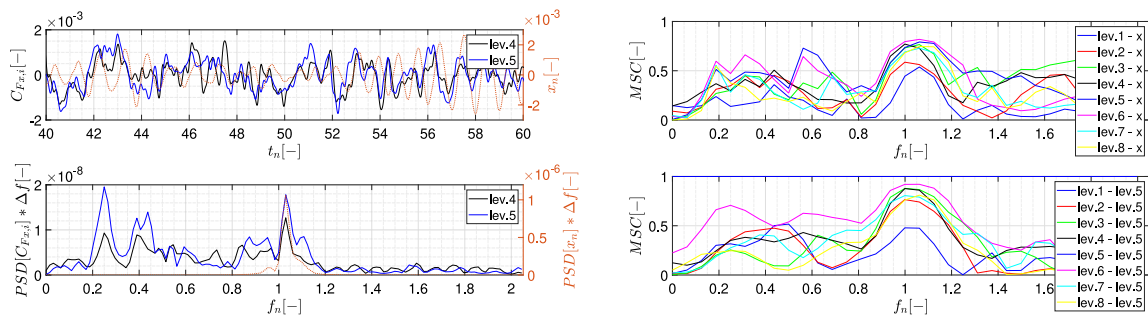 ×10⁻³
×10⁻³
2
0
-2
C_{Fx,i}[−]
2
0
-2
x_n[−]
lev.4
lev.5
40 42 44 46 48 50 52 54 56 58 60
t_n[−]
×10⁻⁸
×10⁻⁶
2
1
0
PSD[C_{Fx,i}] * Δf[−]
1
0.5
0
PSD[x_n] * Δf[−]
lev.4
lev.5
0 0.2 0.4 0.6 0.8 1 1.2 1.4 1.6 1.8 2
f_n[−]
1
0.5
0
MSC[−]
lev.1 - x
lev.2 - x
lev.3 - x
lev.4 - x
lev.5 - x
lev.6 - x
lev.7 - x
lev.8 - x
0 0.2 0.4 0.6 0.8 1 1.2 1.4 1.6
f_n[−]
1
0.5
0
MSC[−]
lev.1 - lev.5
lev.2 - lev.5
lev.3 - lev.5
lev.4 - lev.5
lev.5 - lev.5
lev.6 - lev.5
lev.7 - lev.5
lev.8 - lev.5
0 0.2 0.4 0.6 0.8 1 1.2 1.4 1.6
f_n[−]